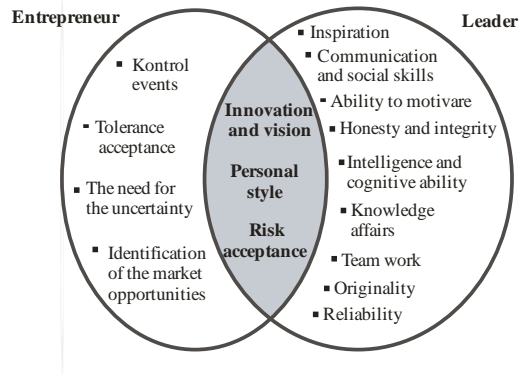 Entrepreneur
Leader
Kontrol
events
Tolerance
acceptance
The need for
the uncertainty
Identification
of the market
opportunities
Innovation
and vision
Personal
style
Risk
acceptance
Inspiration
Communication
and social skills
Ability to motivare
Honesty and integrity
Intelligence and
cognitive ability
Knowledge
affairs
Team work
Originality
Reliability